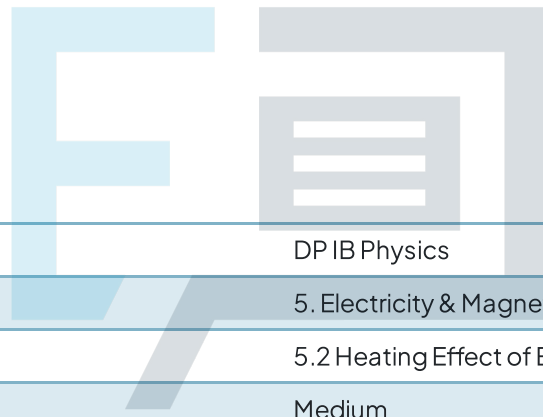 DP IB Physics
5. Electricity & Magne
5.2 Heating Effect of E
Medium